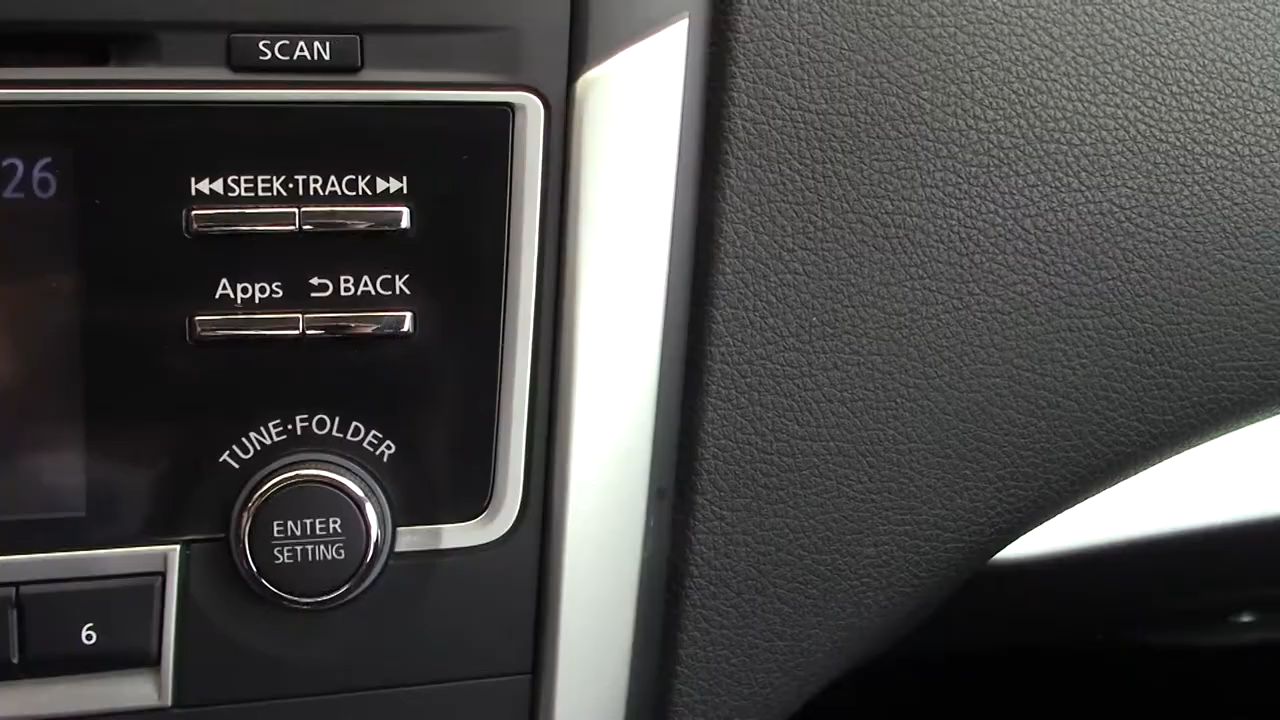 SCAN
26
SEEK·TRACK
Apps
BACK
TUNE·FOLDER
ENTER
SETTING
6